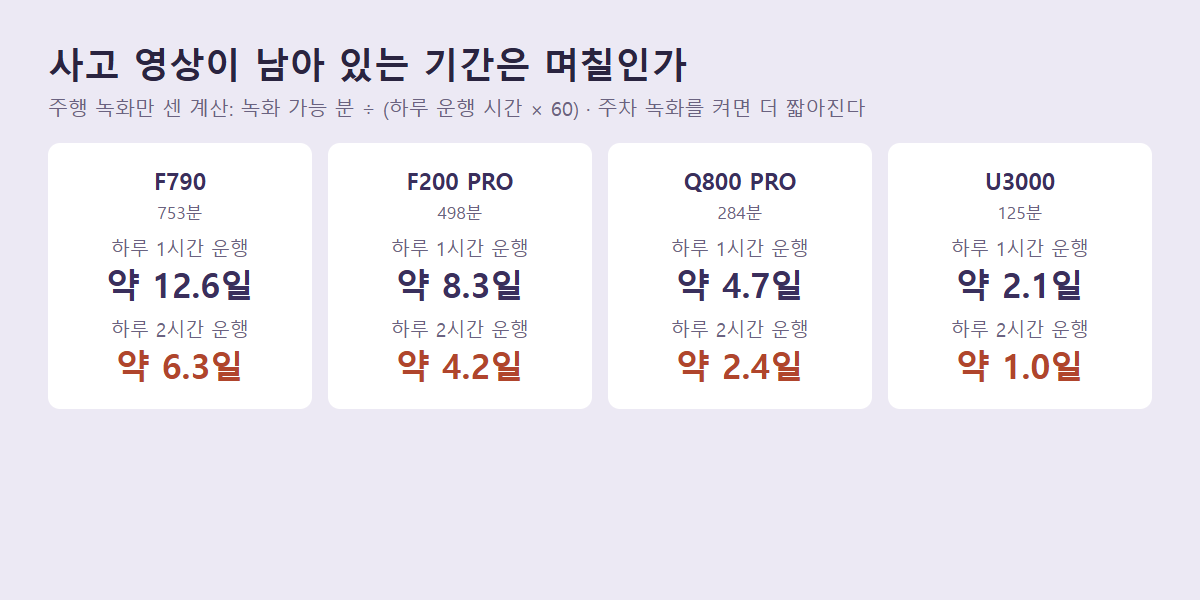 사고 영상이 남아 있는 기간은 며칠인가
주행 녹화만 센 계산: 녹화 가능 분 ÷ (하루 운행 시간 × 60) · 주차 녹화를 켜면 더 짧아진다
F790
753분
하루 1시간 운행
약 12.6일
하루 2시간 운행
약 6.3일
F200 PRO
498분
하루 1시간 운행
약 8.3일
하루 2시간 운행
약 4.2일
Q800 PRO
284분
하루 1시간 운행
약 4.7일
하루 2시간 운행
약 2.4일
U3000
125분
하루 1시간 운행
약 2.1일
하루 2시간 운행
약 1.0일